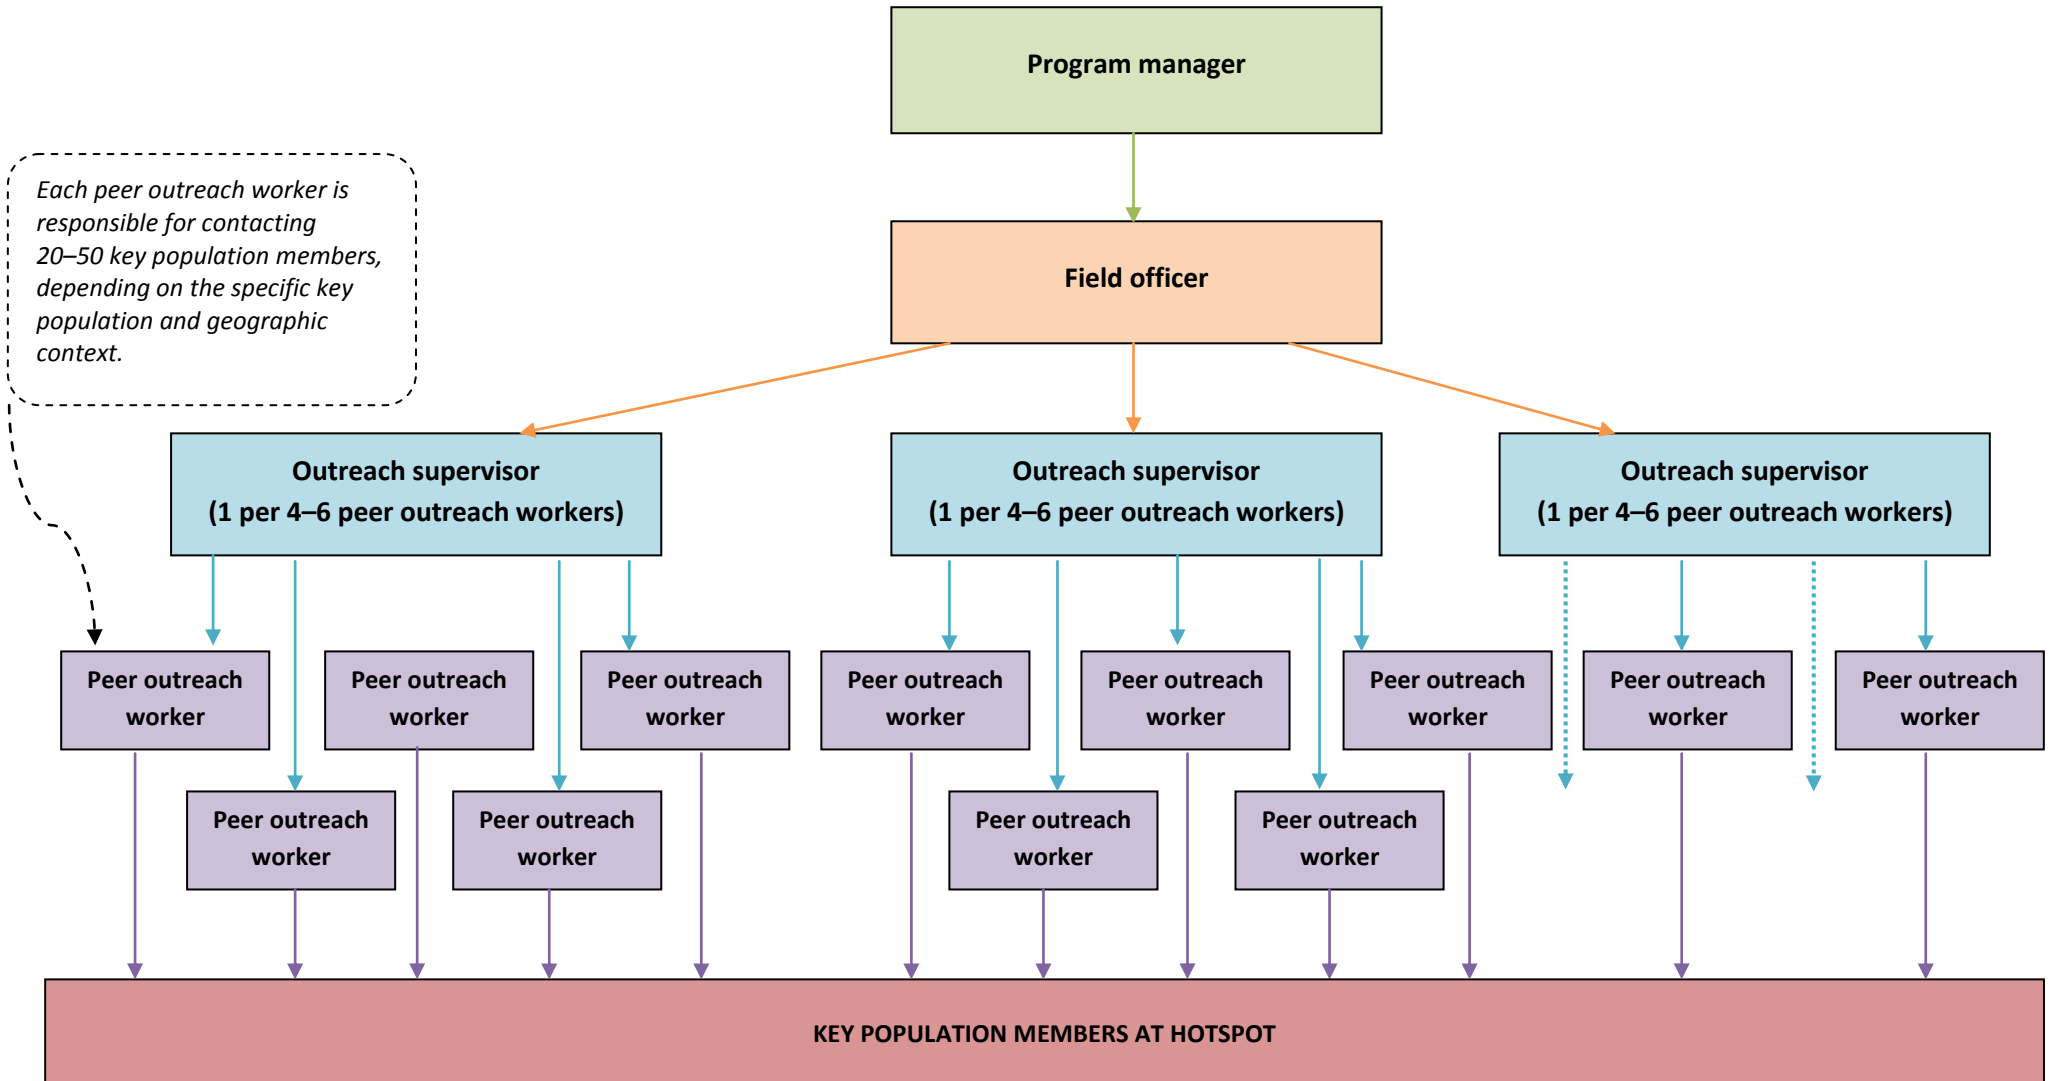 Program manager
Each peer outreach worker is
responsible for contacting
20–50 key population members,
depending on the specific key
population and geographic
context.
Field officer
Outreach supervisor
(1 per 4–6 peer outreach workers)
Outreach supervisor
(1 per 4–6 peer outreach workers)
Outreach supervisor
(1 per 4–6 peer outreach workers)
Peer outreach
worker
Peer outreach
worker
Peer outreach
worker
Peer outreach
worker
Peer outreach
worker
Peer outreach
worker
Peer outreach
worker
Peer outreach
worker
Peer outreach
worker
Peer outreach
worker
Peer outreach
worker
Peer outreach
worker
KEY POPULATION MEMBERS AT HOTSPOT